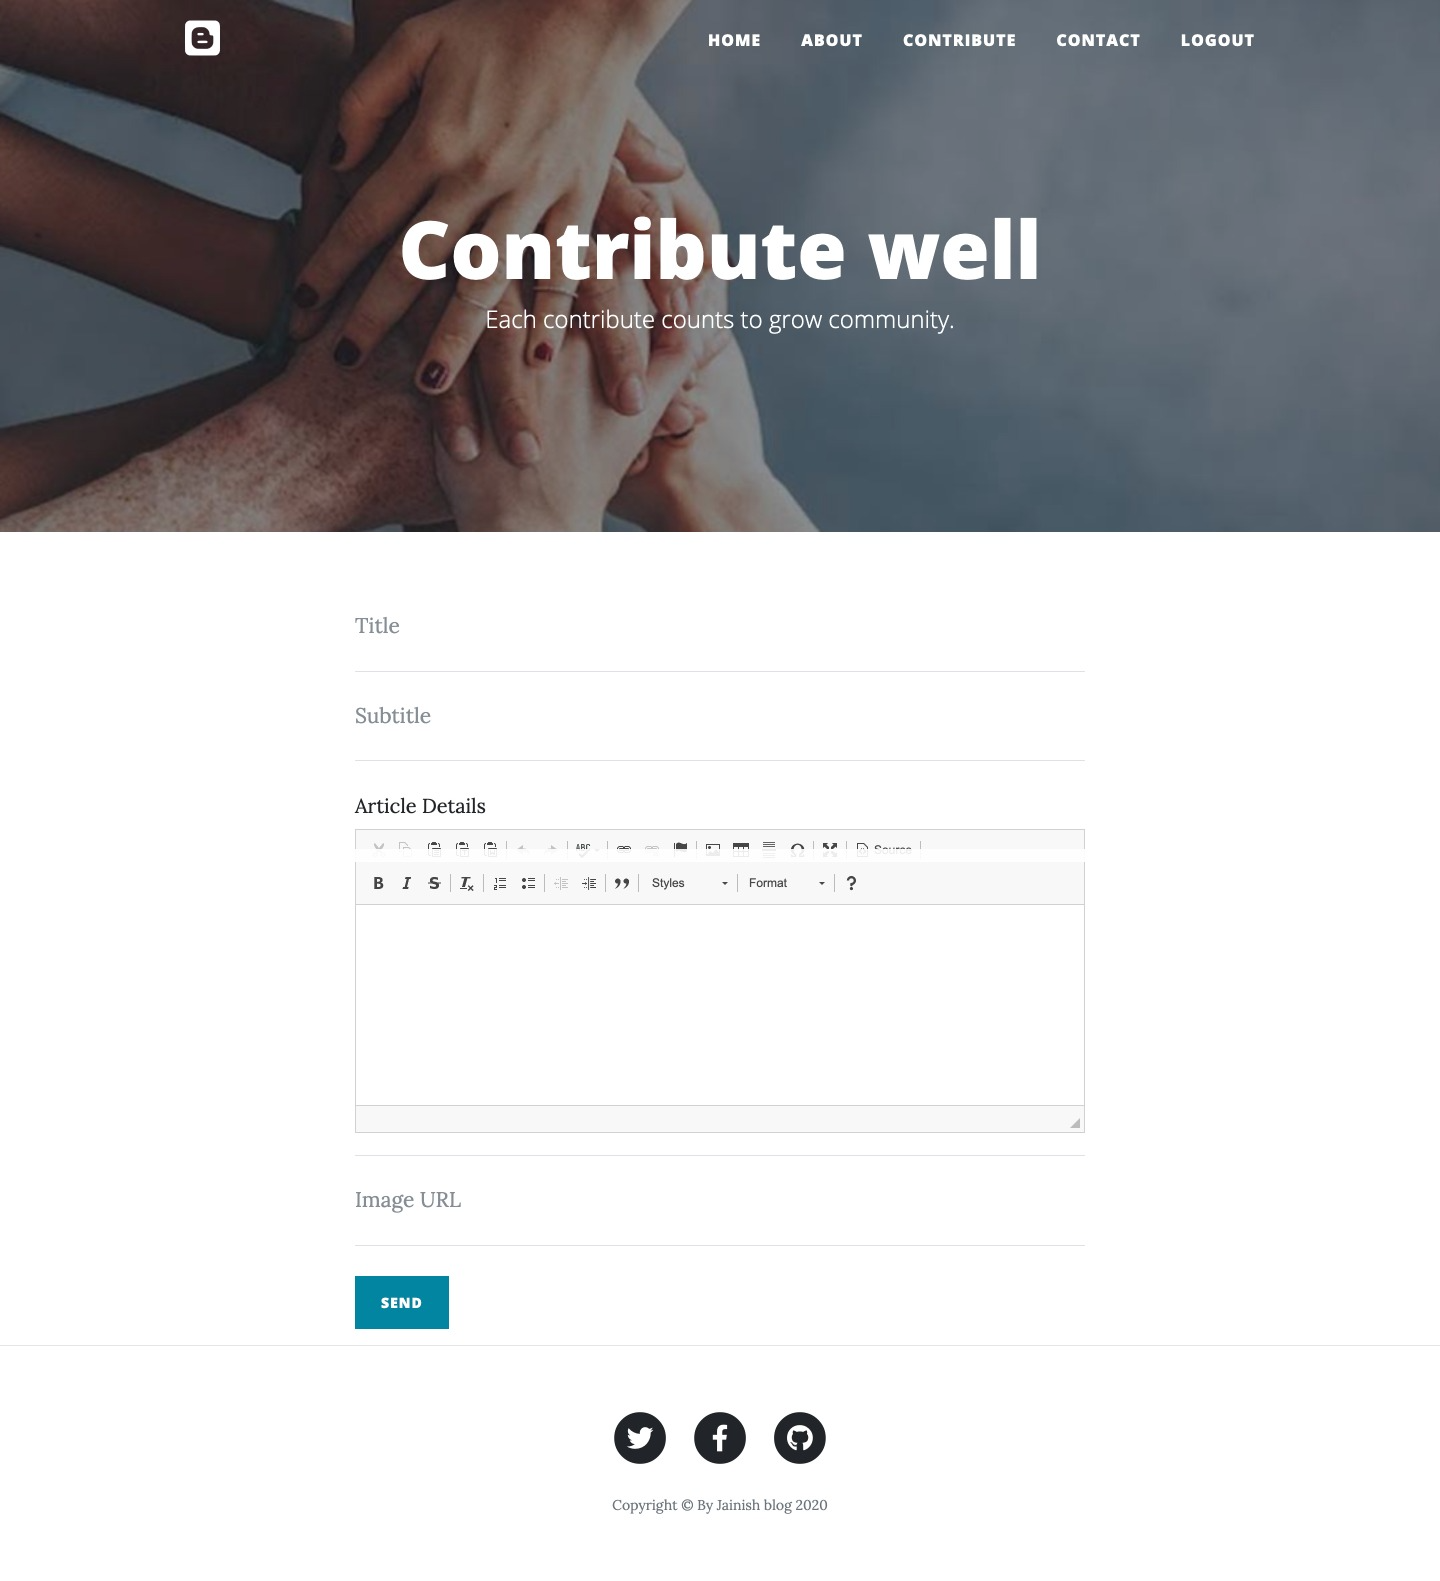 HOME ABOUT CONTRIBUTE CONTACT LOGOUT
Contribute well
Each contribute counts to grow community.
Title
Subtitle
Article Details
ABC Source
B I S Tx Styles Format ?
Image URL
SEND
Copyright © By Jainish blog 2020